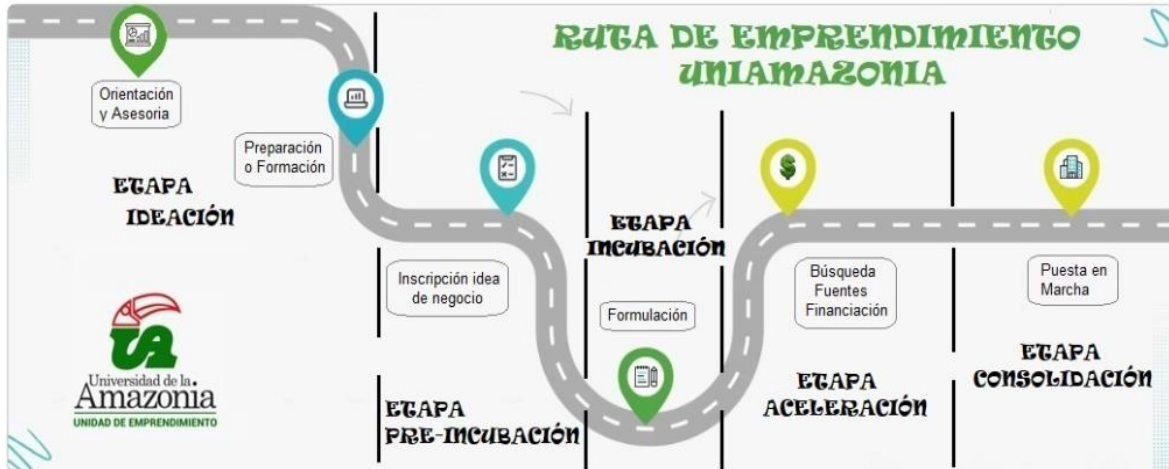 RUTA DE EMPRENDIMIENTO
UNIAMAZONIA
Orientación
y Asesoria
Preparación
o Formación
ETAPA
IDEACIÓN
Inscripción idea
de negocio
ETAPA
PRE-INCUBACIÓN
ETAPA
INCUBACIÓN
Formulación
Búsqueda
Fuentes
Financiación
ETAPA
ACELERACIÓN
Puesta en
Marcha
ETAPA
CONSOLIDACIÓN
UA
Universidad de la
Amazonia
UNIDAD DE EMPRENDIMIENTO